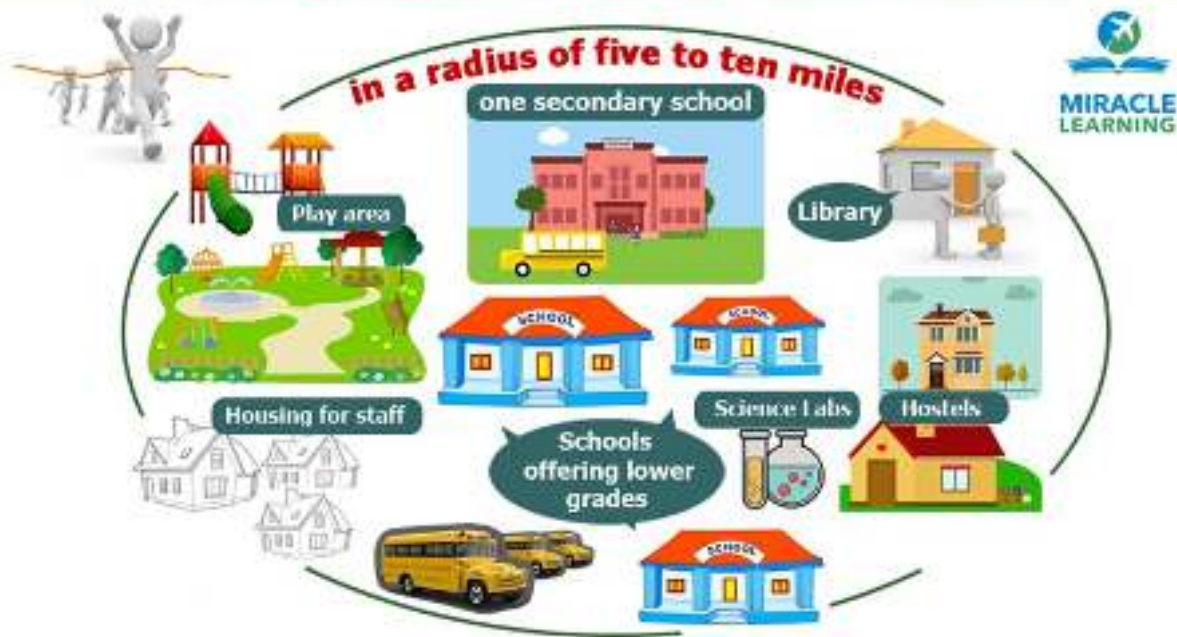 in a radius of five to ten miles
MIRACLE
LEARNING
one secondary school
Play area
Library
SCHOOL
SCHOOL
Housing for staff
Science Labs
Hostels
Schools
offering lower
grades
SCHOOL